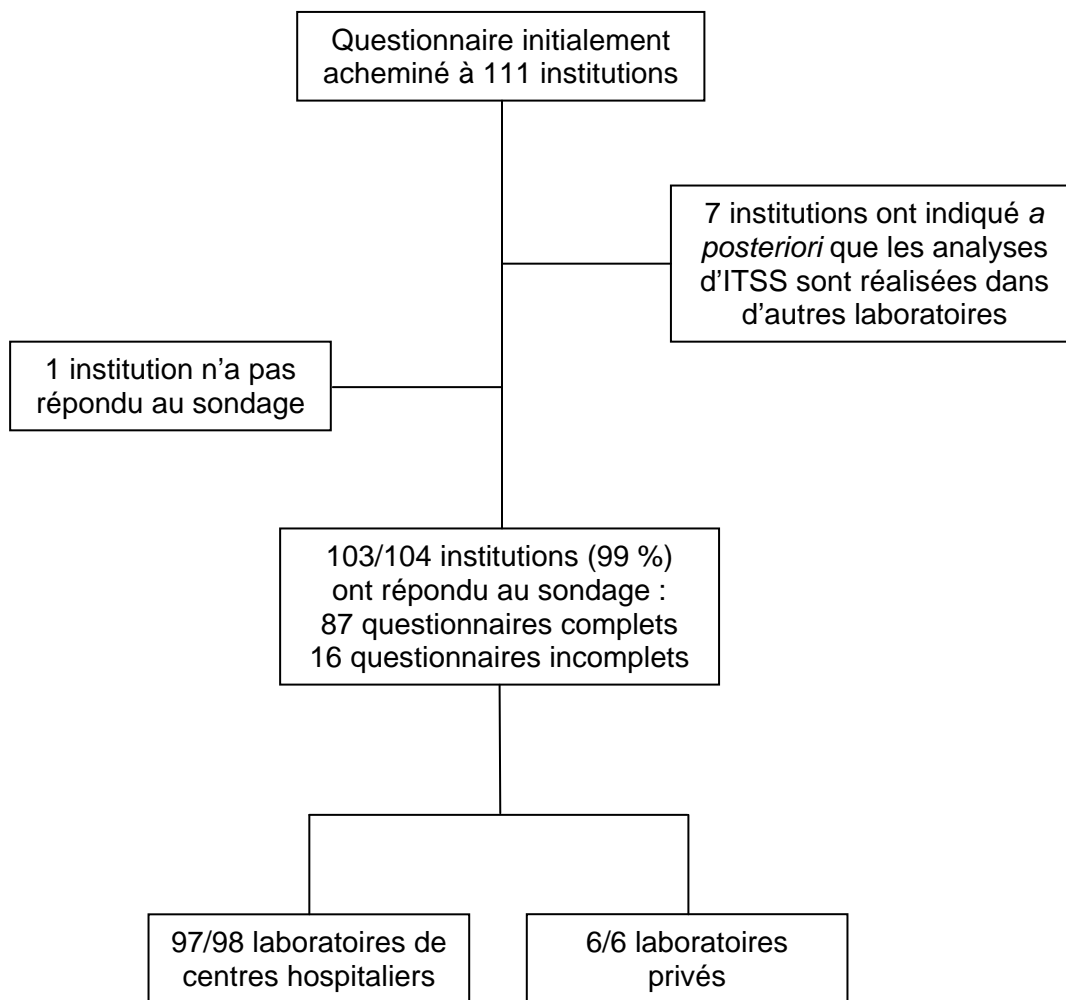 Questionnaire initialement
acheminé à 111 institutions
7 institutions ont indiqué a
posteriori que les analyses
d’ITSS sont réalisées dans
d’autres laboratoires
1 institution n’a pas
répondu au sondage
103/104 institutions (99 %)
ont répondu au sondage :
87 questionnaires complets
16 questionnaires incomplets
97/98 laboratoires de
centres hospitaliers
6/6 laboratoires
privés